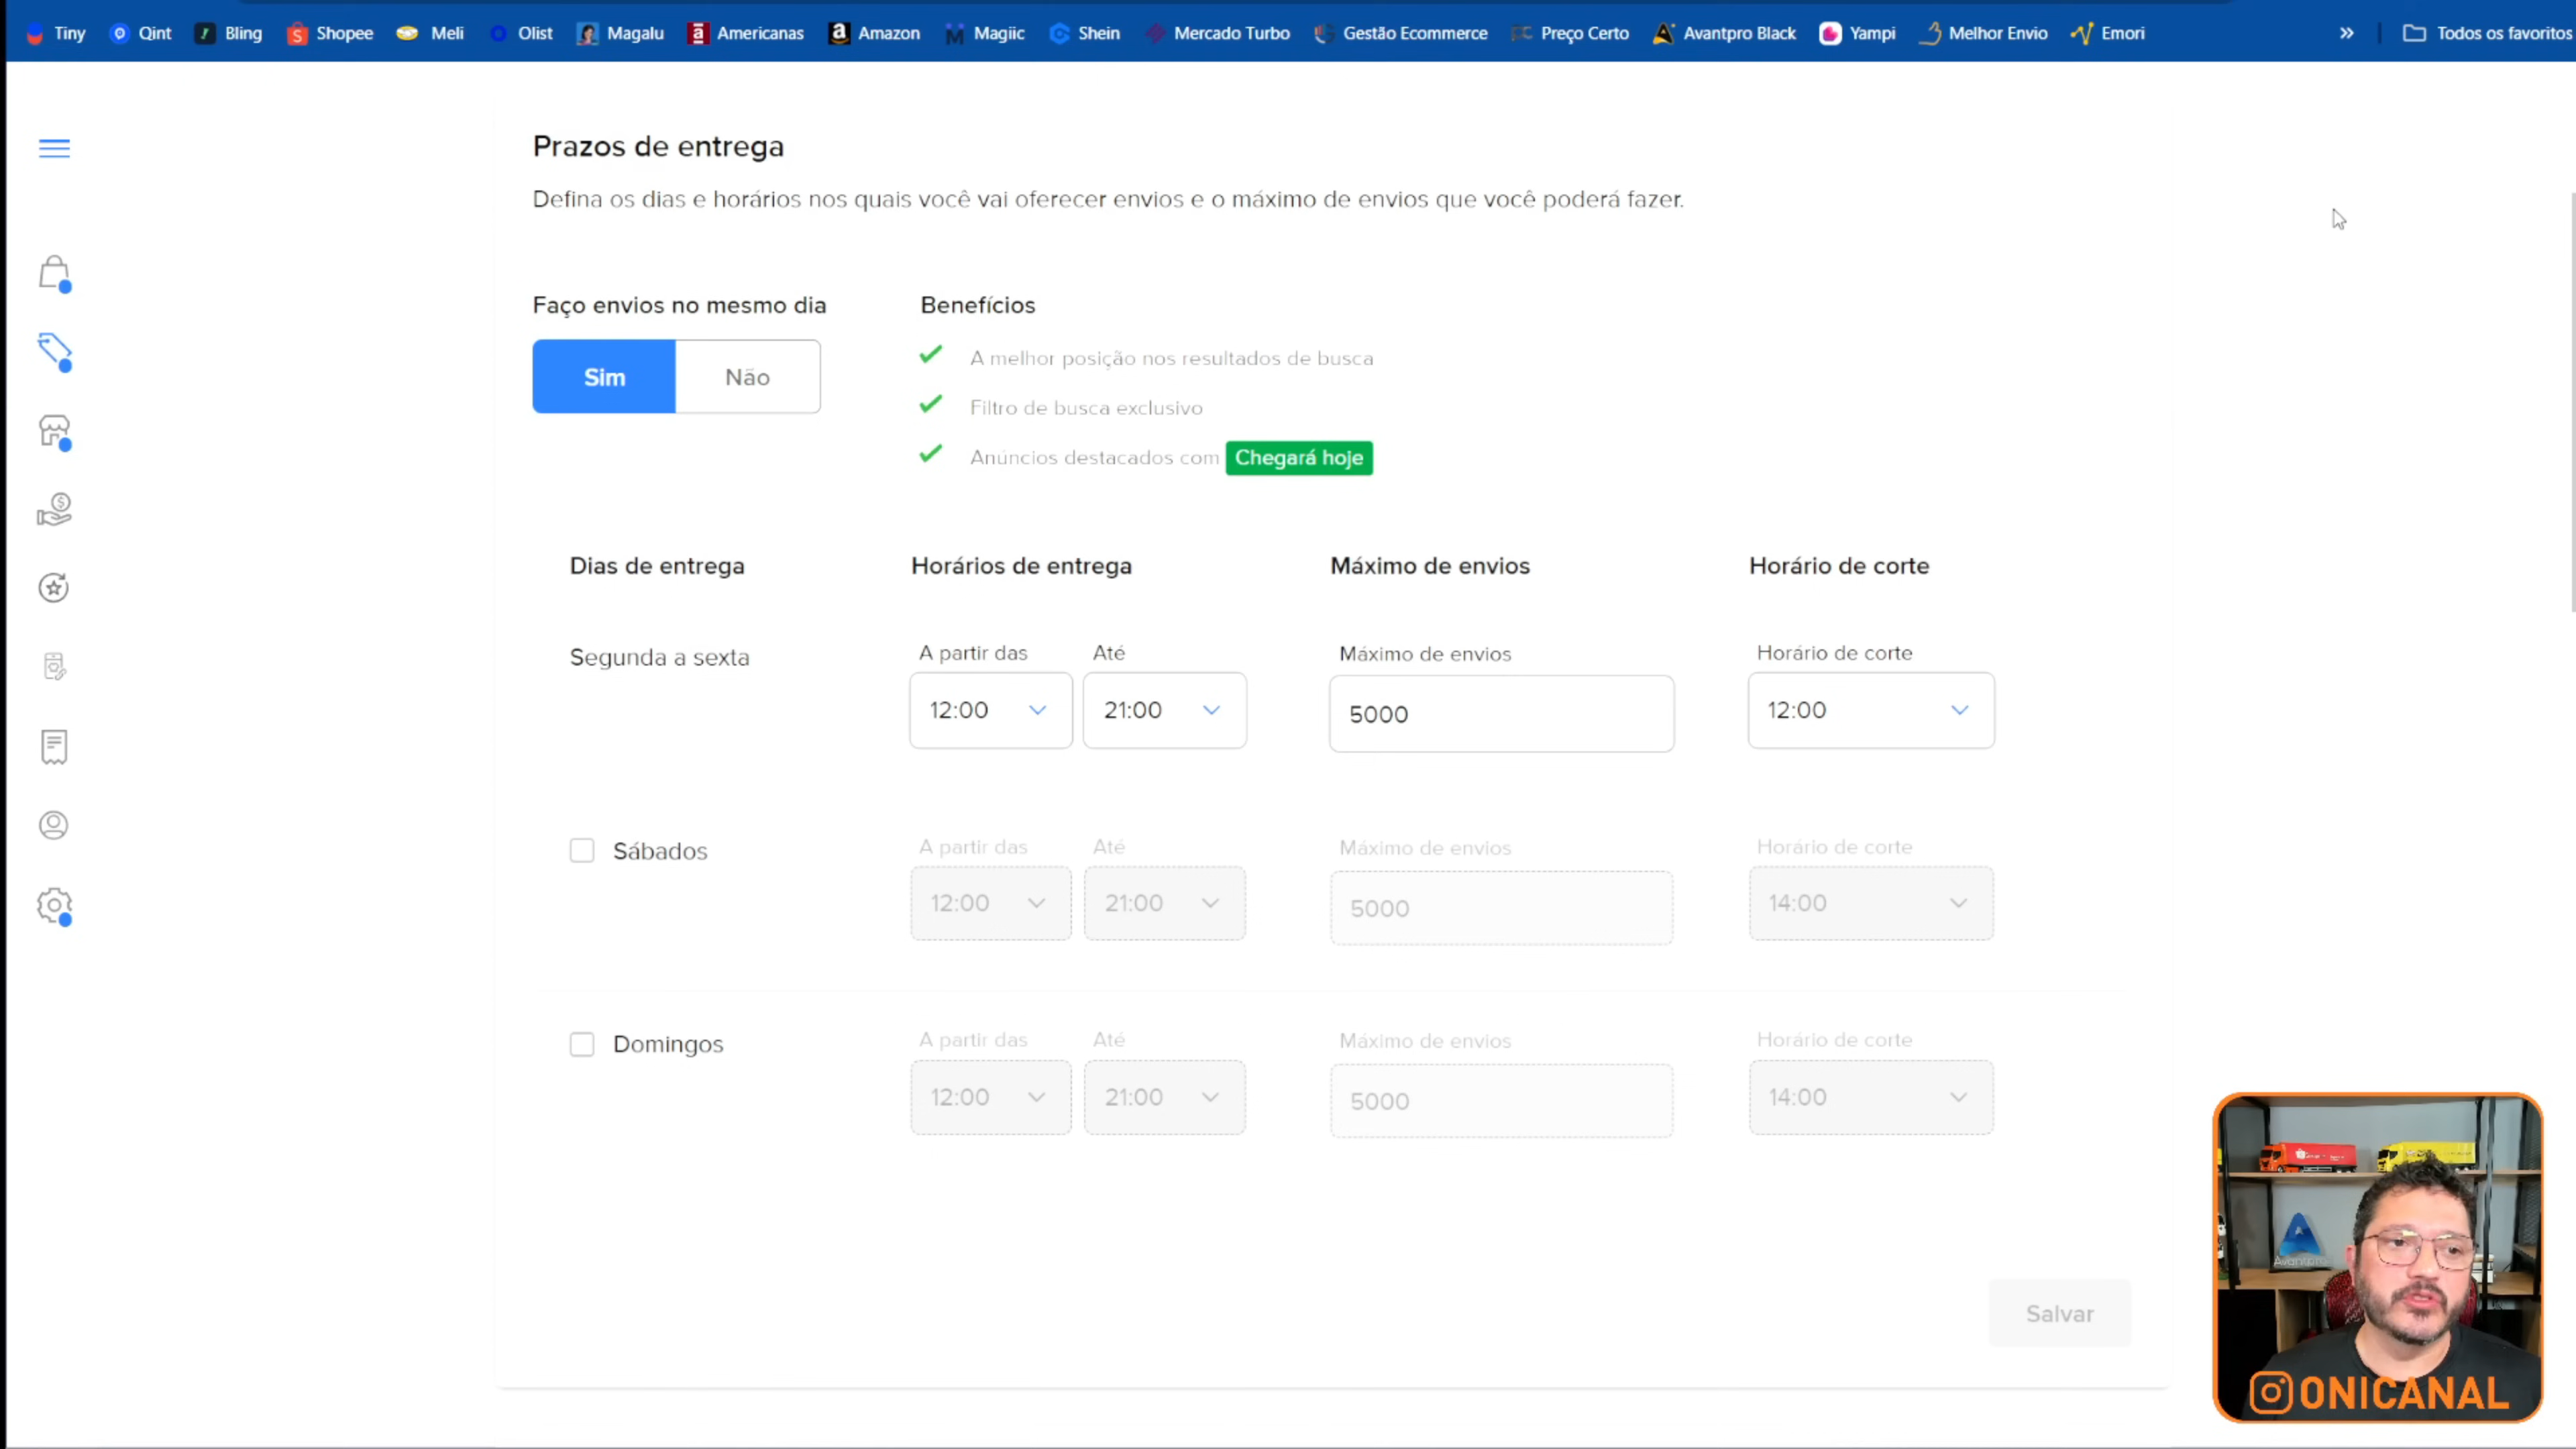 Tiny Qint Bling Shopee Meli Olist Magalu Americanas Amazon Magiic Shein Mercado Turbo Gestão Ecommerce Preço Certo Avantpro Black Yampi Melhor Envio Emori » Todos os favoritos
Prazos de entrega
Defina os dias e horários nos quais você vai oferecer envios e o máximo de envios que você poderá fazer.
Faço envios no mesmo dia
Sim Não
Benefícios
A melhor posição nos resultados de busca
Filtro de busca exclusivo
Anúncios destacados com Chegará hoje
Dias de entrega Horários de entrega Máximo de envios Horário de corte
Segunda a sexta
A partir das Até Máximo de envios Horário de corte
12:00 21:00 5000 12:00
Sábados
A partir das Até Máximo de envios Horário de corte
12:00 21:00 5000 14:00
Domingos
A partir das Até Máximo de envios Horário de corte
12:00 21:00 5000 14:00
Salvar
Avantpro
ONICANAL